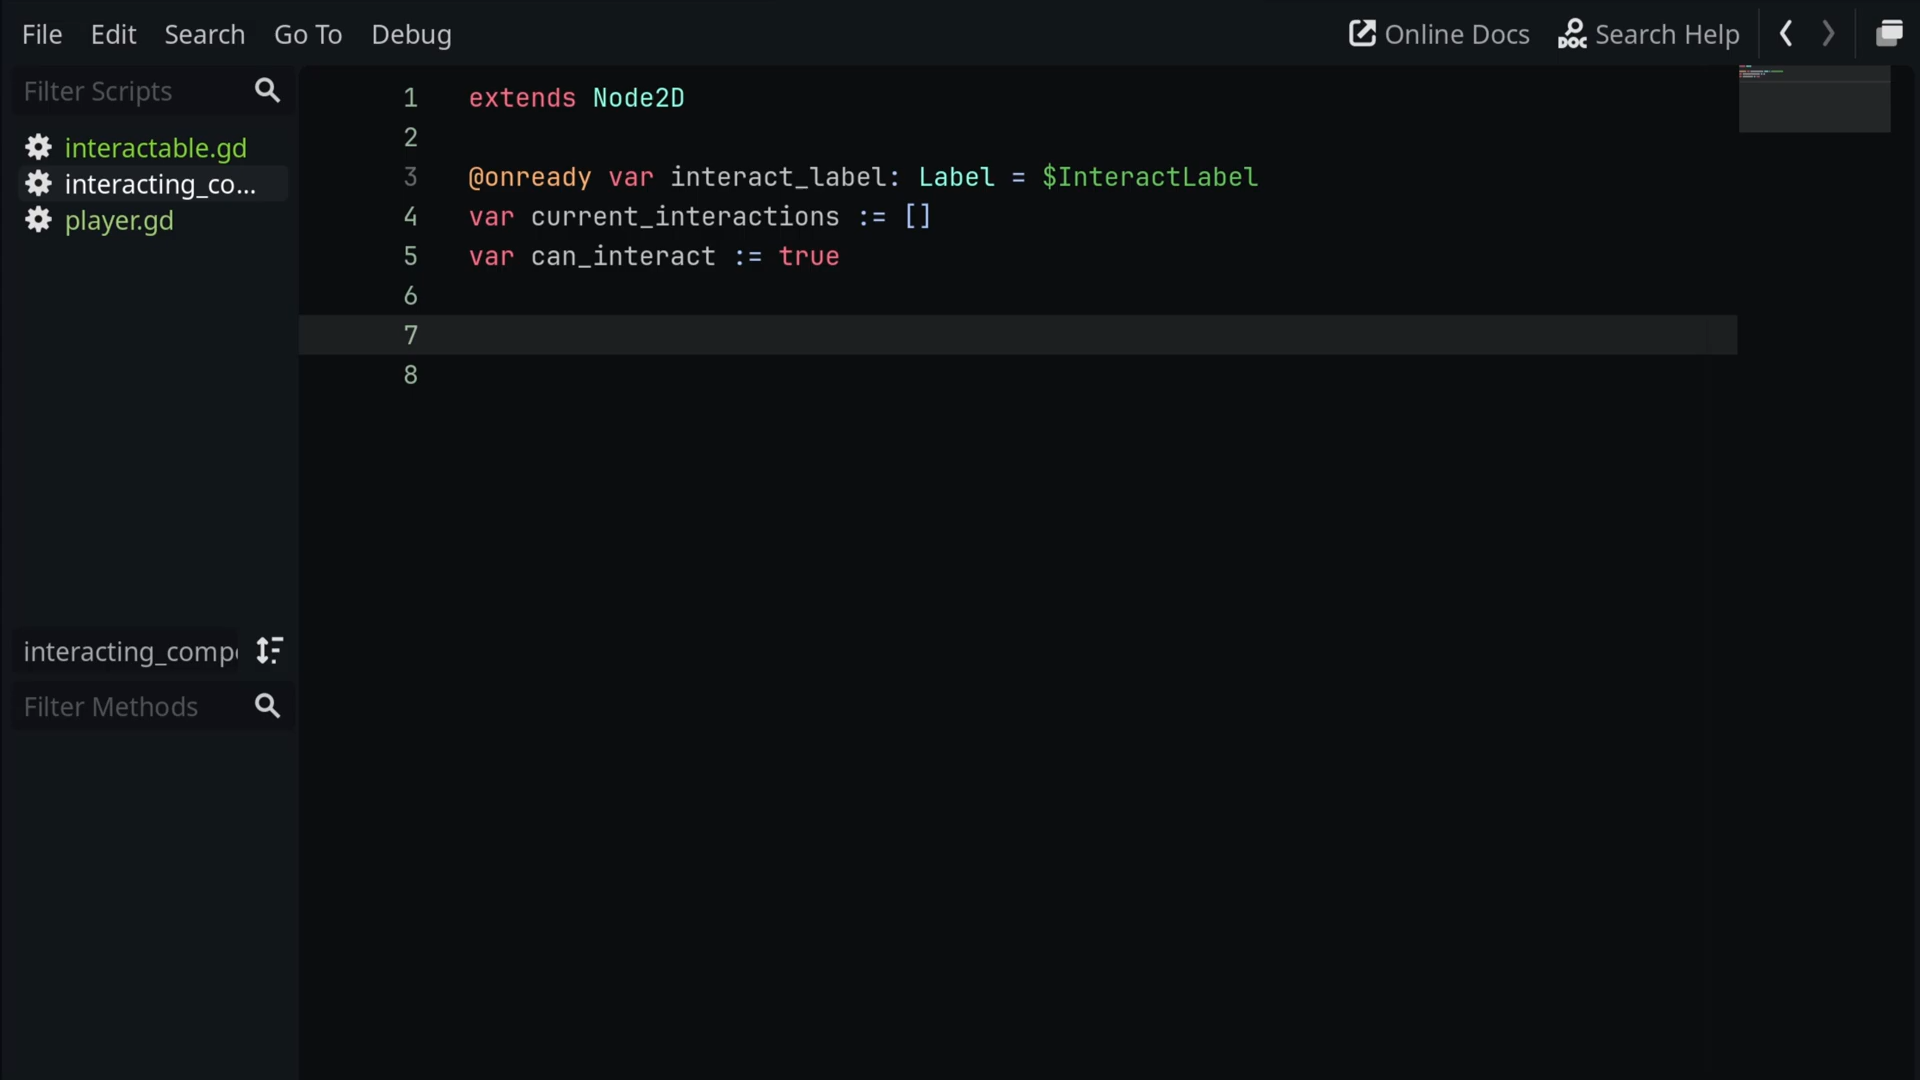 File Edit Search Go To Debug Online Docs DOC Search Help
Filter Scripts
interactable.gd
interacting_co...
player.gd
interacting_comp
Filter Methods
1 extends Node2D
2
3 @onready var interact_label: Label = $InteractLabel
4 var current_interactions := []
5 var can_interact := true
6
7
8